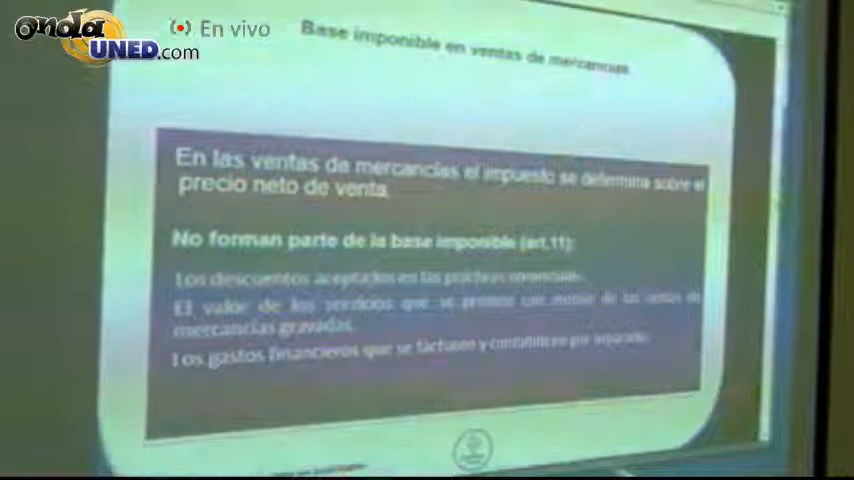 onda UNED.com
En vivo
Base imponible en ventas de mercancías
En las ventas de mercancías el impuesto se determina sobre el
precio neto de venta.
No forman parte de la base imponible (art.11):
Los descuentos aceptados en las prácticas comerciales.
El valor de los servicios que se presten con motivo de las ventas de
mercancías gravadas.
Los gastos financieros que se facturen y contabilicen por separado.